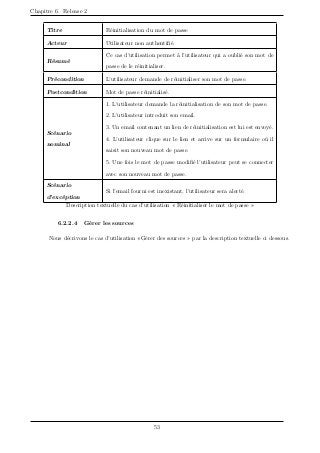 Chapitre 6. Release 2
Titre Réinitialisation du mot de passe
Acteur Utilisateur non authentifié
Résumé Ce cas d'utilisation permet à l'utilisateur qui a oublié son mot de
passe de le réinitialiser.
Précondition L'utilisateur demande de réinitialiser son mot de passe
Postcondition Mot de passe réinitialisé.
Scénario
nominal
1. L'utilisateur demande la réinitialisation de son mot de passe.
2. L'utilisateur introduit son email.
3. Un email contenant un lien de réinitialisation est lui est envoyé.
4. L'utilisateur clique sur le lien et arrive sur un formulaire où il
saisit son nouveau mot de passe
5. Une fois le mot de passe modifié l'utilisateur peut se connecter
avec son nouveau mot de passe.
Scénario
d'exception
Si l'email fourni est inexistant, l'utilisateur sera alerté
Description textuelle du cas d'utilisation « Réinitialiser le mot de passe »
6.2.2.4 Gérer les sources
Nous décrivons le cas d'utilisation «Gérer des sources » par la description textuelle ci dessous.
53